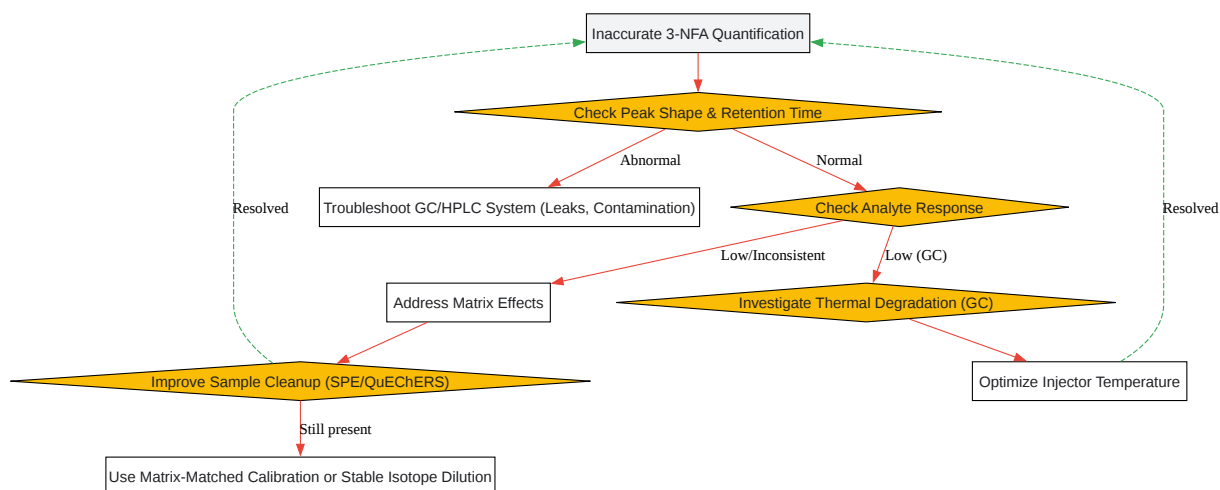 Inaccurate 3-NFA Quantification
Check Peak Shape & Retention Time
Abnormal
Normal
Troubleshoot GC/HPLC System (Leaks, Contamination)
Check Analyte Response
Resolved
Resolved
Low/Inconsistent
Low (GC)
Address Matrix Effects
Investigate Thermal Degradation (GC)
Improve Sample Cleanup (SPE/QuEChERS)
Optimize Injector Temperature
Still present
Use Matrix-Matched Calibration or Stable Isotope Dilution